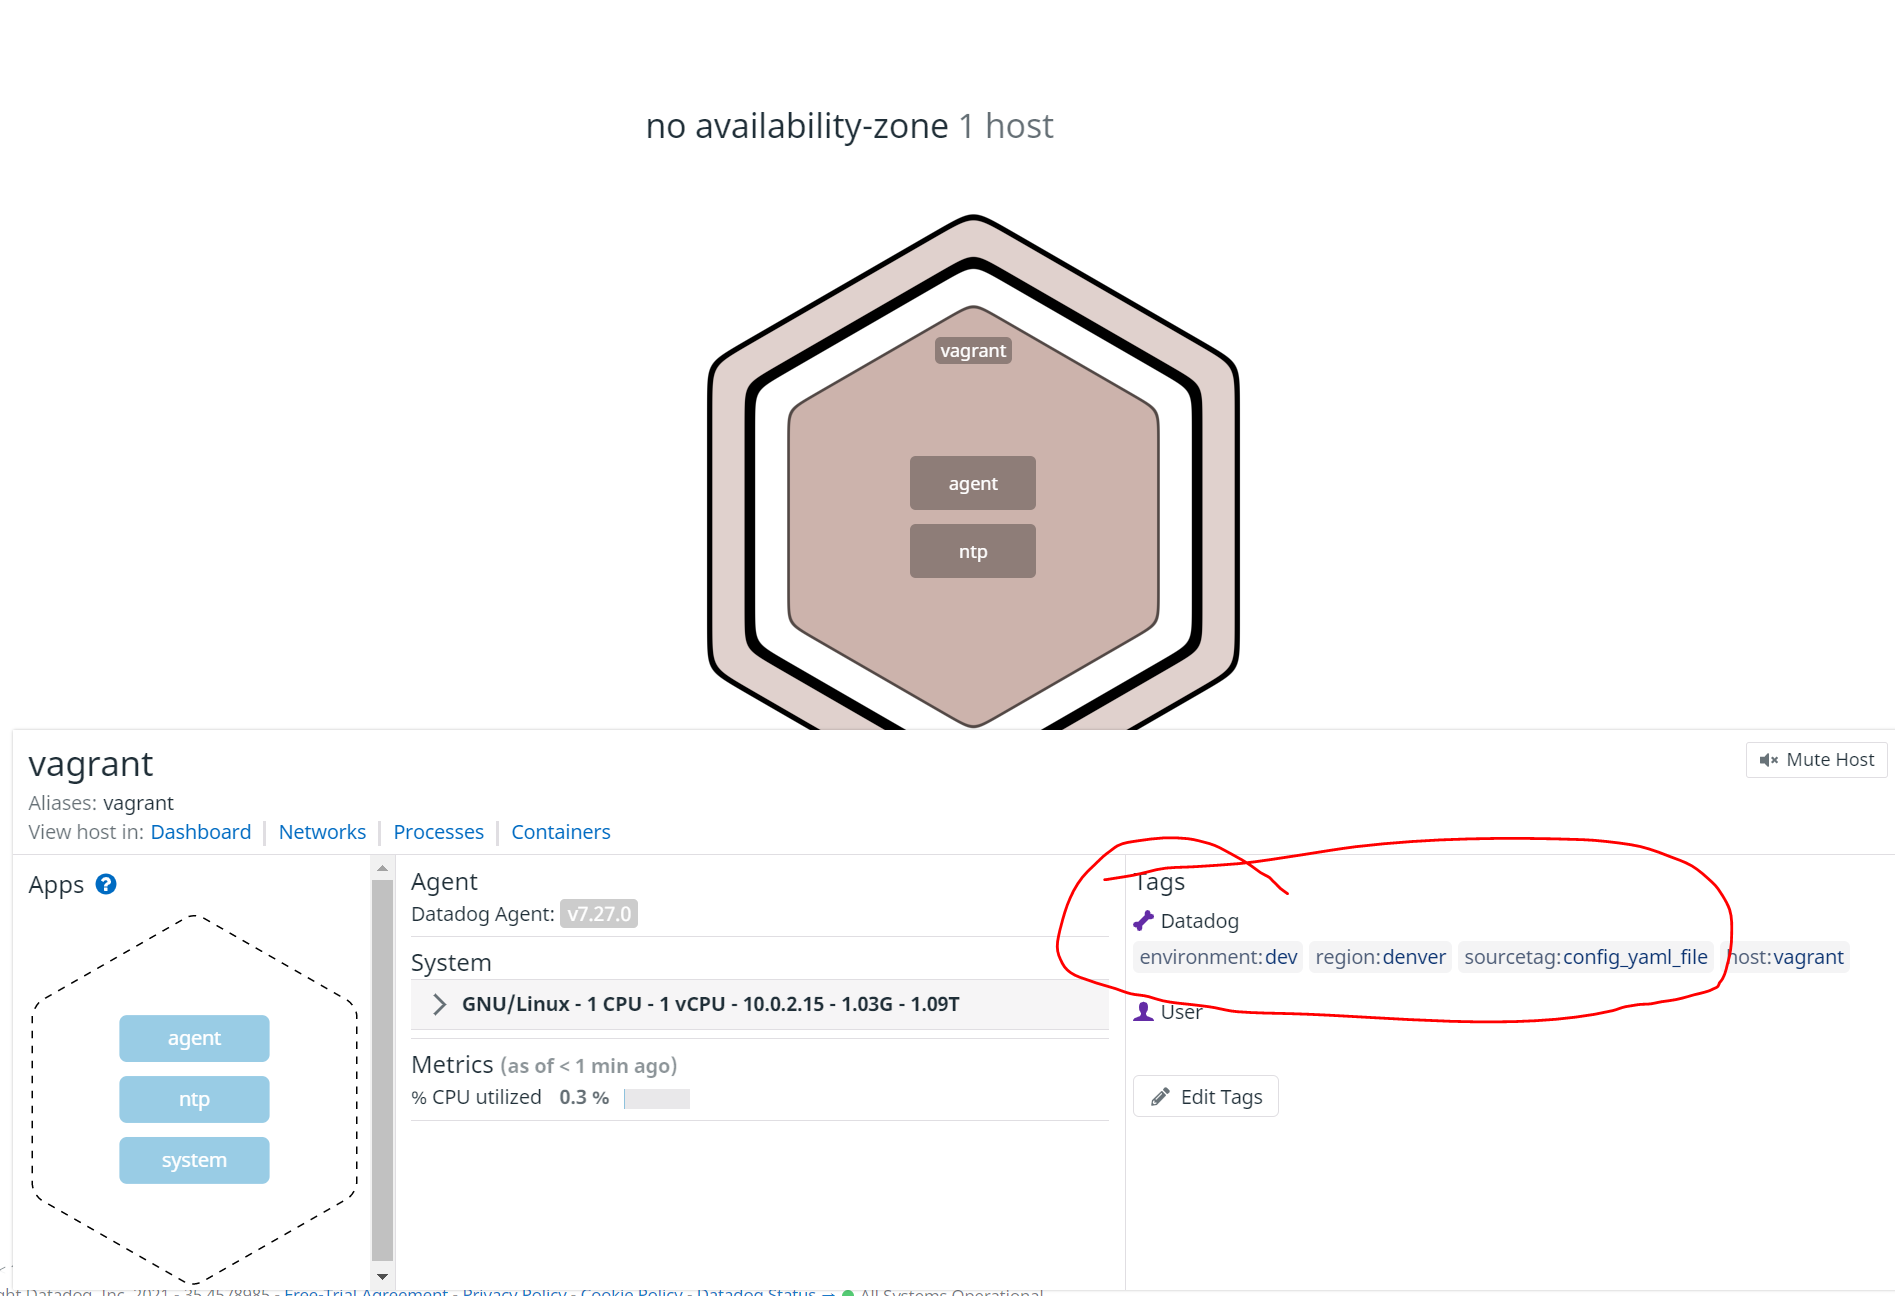 no availability-zone 1 host
vagrant
agent
ntp
vagrant
Mute Host
Aliases: vagrant
View host in: Dashboard Networks Processes Containers
Apps ?
agent
ntp
system
Agent
Datadog Agent: v7.27.0
System
GNU/Linux - 1 CPU - 1 vCPU - 10.0.2.15 - 1.03G - 1.09T
Metrics (as of < 1 min ago)
% CPU utilized 0.3 %
Tags
Datadog
environment:dev region:denver sourcetag:config_yaml_file host:vagrant
User
Edit Tags
Datadog, Inc. 2021 - 35.4578985 - Free-Trial Agreement - Privacy Policy - Cookie Policy - Datadog Status → All Systems Operational